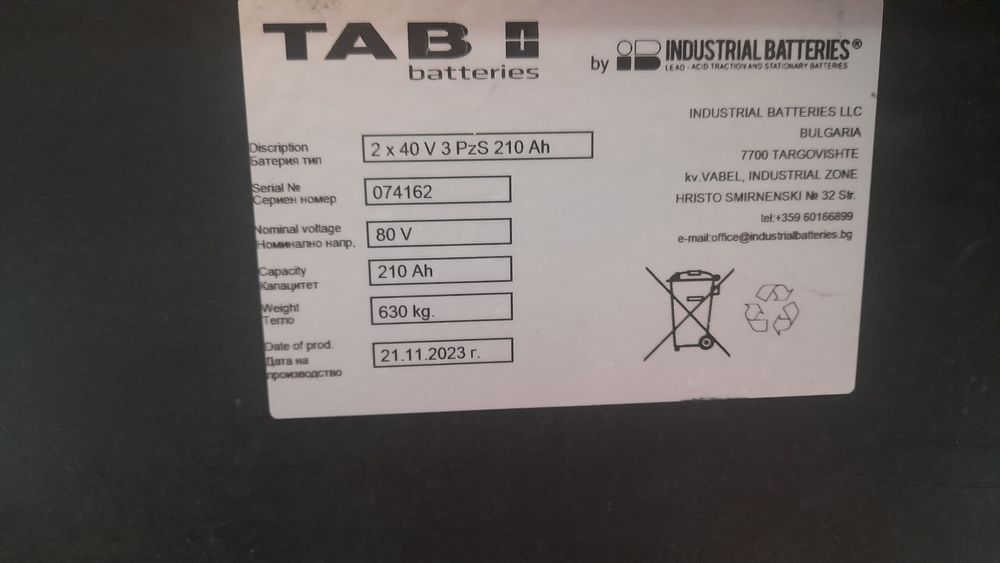 TAB
batteries
by INDUSTRIAL BATTERIES®
LEAD - ACID TRACTION AND STATIONARY BATTERIES
INDUSTRIAL BATTERIES LLC
BULGARIA
7700 TARGOVISHTE
kv.VABEL, INDUSTRIAL ZONE
HRISTO SMIRNENSKI № 32 Str.
tel:+359 60166899
e-mail:office@industrialbatteries.bg
Discription
Батерия тип
2 x 40 V 3 PzS 210 Ah
Serial №
Сериен номер
074162
Nominal voltage
Номинално напр.
80 V
Capacity
Капацитет
210 Ah
Weight
Тегло
630 kg.
Date of prod.
Дата на
производство
21.11.2023 г.